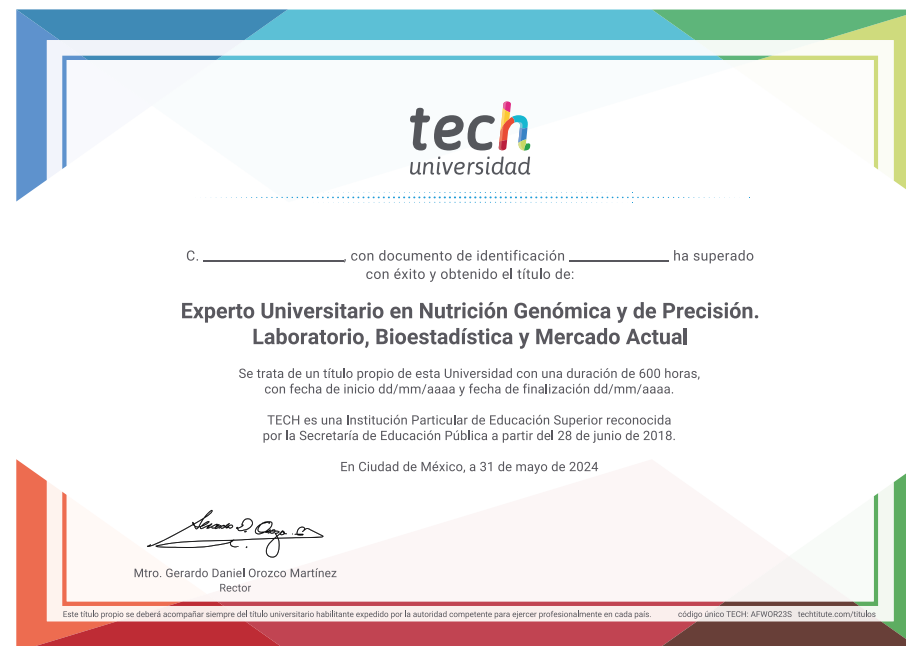 tech
universidad
C. ____________, con documento de identificación ____________ ha superado
con éxito y obtenido el título de:
Experto Universitario en Nutrición Genómica y de Precisión.
Laboratorio, Bioestadística y Mercado Actual
Se trata de un título propio de esta Universidad con una duración de 600 horas,
con fecha de inicio dd/mm/aaaa y fecha de finalización dd/mm/aaaa.
TECH es una Institución Particular de Educación Superior reconocida
por la Secretaría de Educación Pública a partir del 28 de junio de 2018.
En Ciudad de México, a 31 de mayo de 2024
Mtro. Gerardo Daniel Orozco Martínez
Rector
Este título propio se deberá acompañar siempre del título universitario habilitante expedido por la autoridad competente para ejercer profesionalmente en cada país. código único TECH: AFWOR23S techtitute.com/titulos